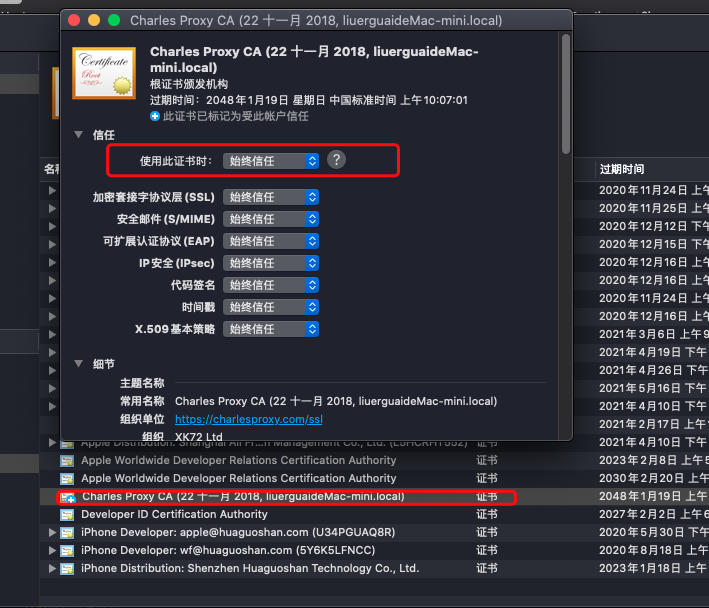 Charles Proxy CA (22 十一月 2018, liuerguaideMac-mini.local)
Certificate
Root
Charles Proxy CA (22 十一月 2018, liuerguaideMac-mini.local)
根证书颁发机构
过期时间：2048年1月19日 星期日 中国标准时间 上午10:07:01
此证书已标记为受此帐户信任
信任
使用此证书时： 始终信任 ?
加密套接字协议层 (SSL) 始终信任
安全邮件 (S/MIME) 始终信任
可扩展认证协议 (EAP) 始终信任
IP 安全 (IPsec) 始终信任
代码签名 始终信任
时间戳 始终信任
X.509 基本策略 始终信任
细节
主题名称
常用名称 Charles Proxy CA (22 十一月 2018, liuerguaideMac-mini.local)
组织单位 https://charlesproxy.com/ssl
组织 XK72 Ltd
过期时间
2020年11月24日 上
2020年11月25日 上
2020年12月12日 下
2020年12月15日 下
2020年12月16日 上
2020年12月16日 上
2020年11月24日 上
2020年12月16日 上
2021年3月6日 上午9
2021年4月19日 下午
2021年4月26日 下午
2021年5月16日 上午
2021年4月10日 下午
2021年2月17日 上午1
Apple Distribution: Shanghai Ai Fr...n Management Co., Ltd. 证书 2021年4月10日 下午
Apple Worldwide Developer Relations Certification Authority 证书 2023年2月8日 上午5
Apple Worldwide Developer Relations Certification Authority 证书 2030年2月20日 上午
Charles Proxy CA (22 十一月 2018, liuerguaideMac-mini.local) 证书 2048年1月19日 上午
Developer ID Certification Authority 证书 2027年2月2日 上午6
iPhone Developer: apple@huaguoshan.com (U34PGUAQ8R) 证书 2020年5月30日 下午
iPhone Developer: wf@huaguoshan.com (5Y6K5LFNCC) 证书 2020年8月18日 上午
iPhone Distribution: Shenzhen Huaguoshan Technology Co., Ltd. 证书 2023年1月18日 上午